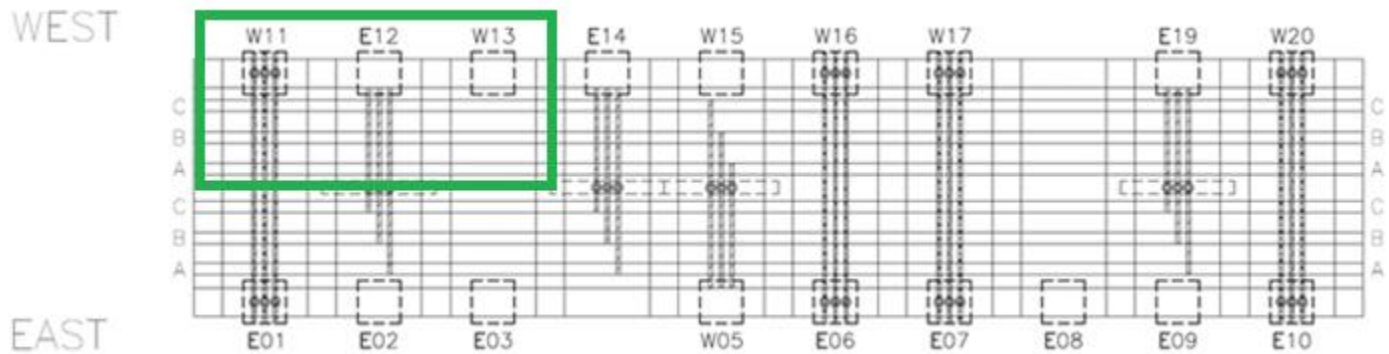 WEST
W11 E12 W13 E14 W15 W16 W17 E19 W20
C C
B B
A A
C C
B B
A A
EAST
E01 E02 E03 W05 E06 E07 E08 E09 E10